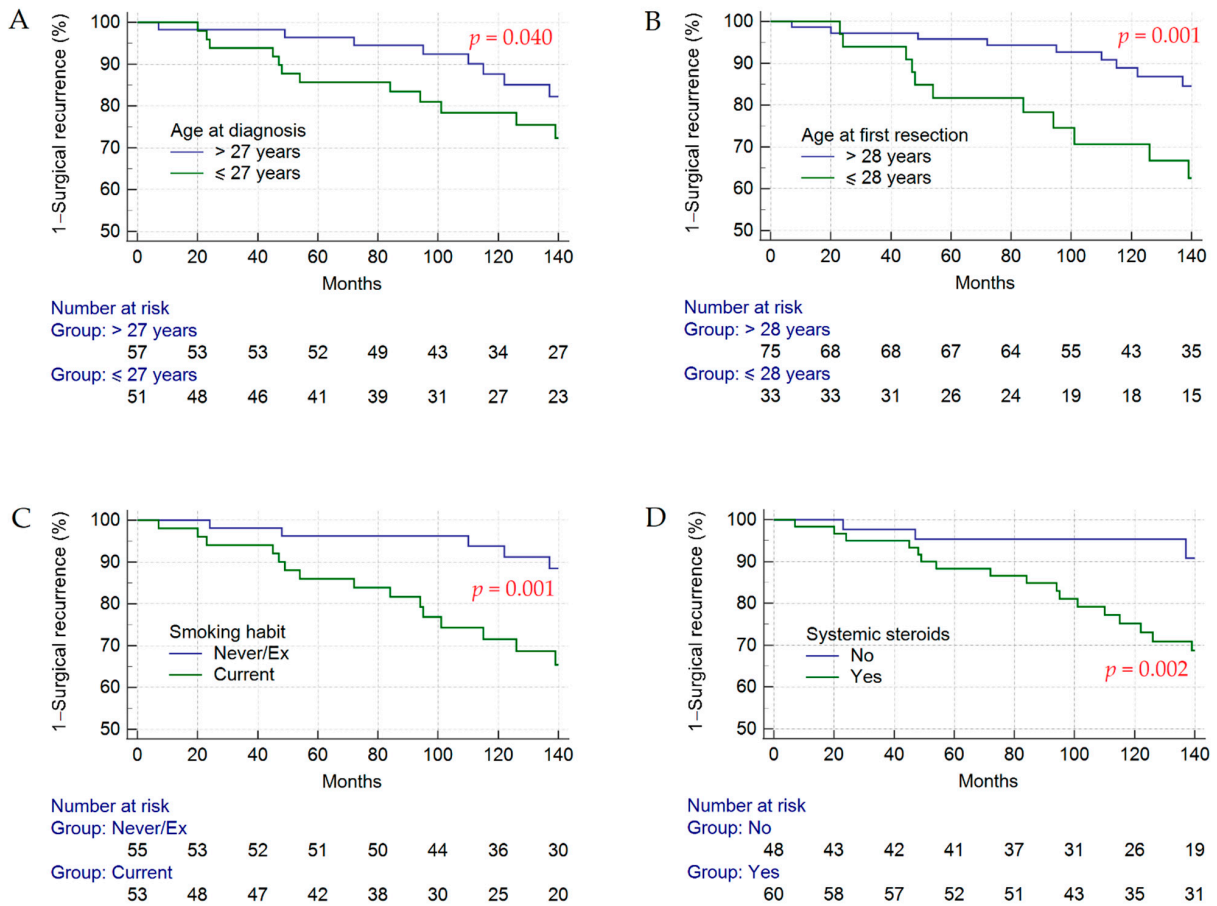 A
1−Surgical recurrence (%)
100
90
80
70
60
50
p = 0.040
Age at diagnosis
> 27 years
⩽ 27 years
0 20 40 60 80 100 120 140
Months
Number at risk
Group: > 27 years
57 53 53 52 49 43 34 27
Group: ⩽ 27 years
51 48 46 41 39 31 27 23
B
1−Surgical recurrence (%)
100
90
80
70
60
50
p = 0.001
Age at first resection
> 28 years
⩽ 28 years
0 20 40 60 80 100 120 140
Months
Number at risk
Group: > 28 years
75 68 68 67 64 55 43 35
Group: ⩽ 28 years
33 33 31 26 24 19 18 15
C
1−Surgical recurrence (%)
100
90
80
70
60
50
p = 0.001
Smoking habit
Never/Ex
Current
0 20 40 60 80 100 120 140
Months
Number at risk
Group: Never/Ex
55 53 52 51 50 44 36 30
Group: Current
53 48 47 42 38 30 25 20
D
1−Surgical recurrence (%)
100
90
80
70
60
50
Systemic steroids
No
Yes
p = 0.002
0 20 40 60 80 100 120 140
Months
Number at risk
Group: No
48 43 42 41 37 31 26 19
Group: Yes
60 58 57 52 51 43 35 31